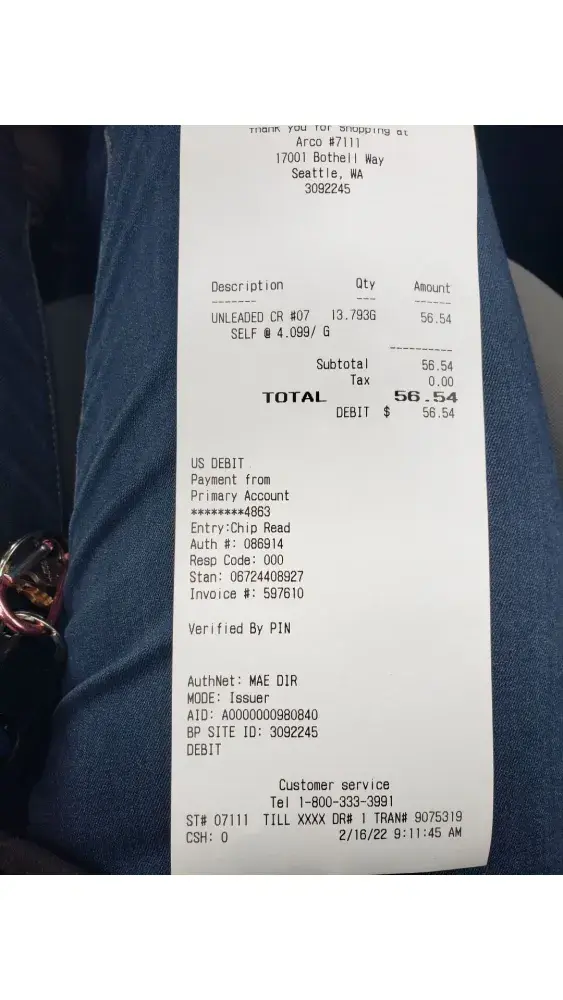 Thank you for shopping at
Arco #7111
17001 Bothell Way
Seattle, WA
3092245
Description Qty Amount
------- --- ------
UNLEADED CR #07 13.793G 56.54
SELF @ 4.099/ G
----------
Subtotal 56.54
Tax 0.00
TOTAL 56.54
DEBIT $ 56.54
US DEBIT
Payment from
Primary Account
********4863
Entry:Chip Read
Auth #: 086914
Resp Code: 000
Stan: 06724408927
Invoice #: 597610
Verified By PIN
AuthNet: MAE DIR
MODE: Issuer
AID: A0000000980840
BP SITE ID: 3092245
DEBIT
Customer service
Tel 1-800-333-3991
ST# 07111 TILL XXXX DR# 1 TRAN# 9075319
CSH: 0 2/16/22 9:11:45 AM